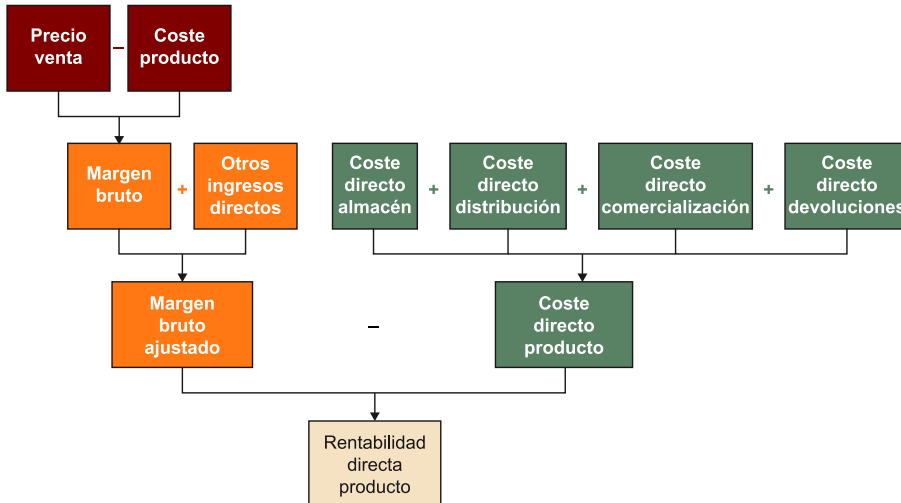 Precio
venta
–
Coste
producto
Margen
bruto
+
Otros
ingresos
directos
Coste
directo
almacén
+
Coste
directo
distribución
+
Coste
directo
comercialización
+
Coste
directo
devoluciones
Margen
bruto
ajustado
–
Coste
directo
producto
Rentabilidad
directa
producto